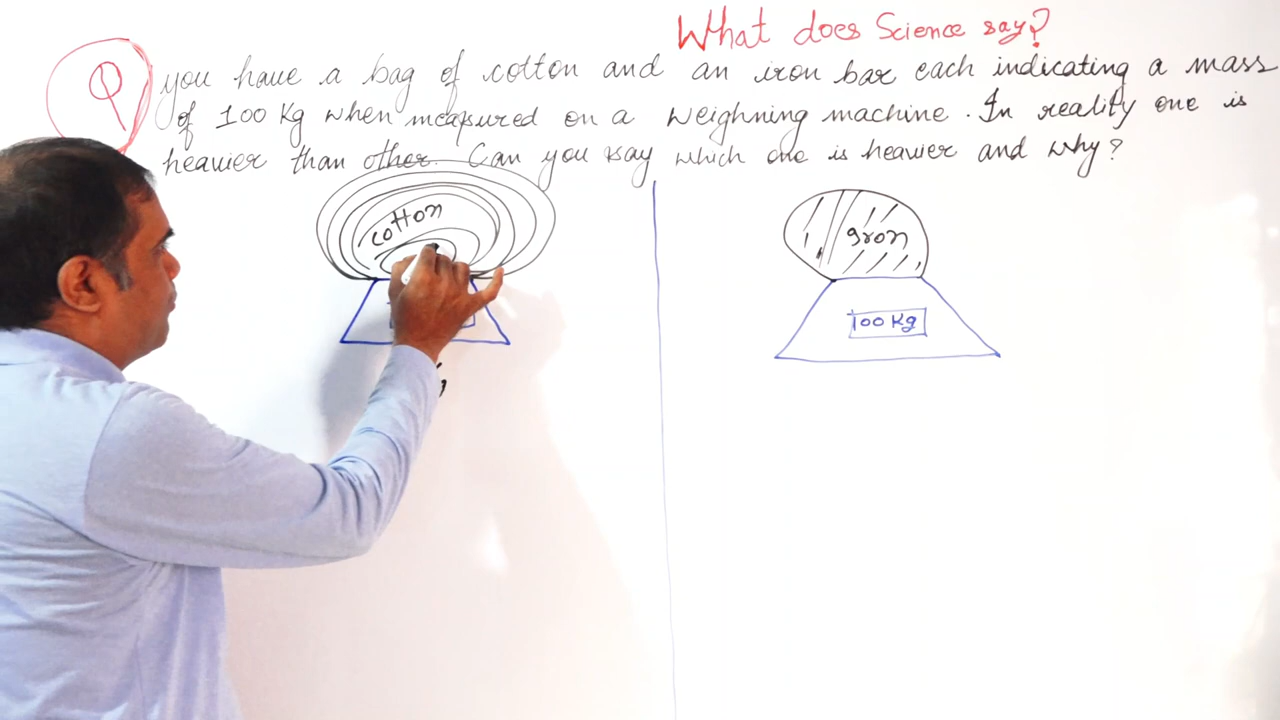 What does Science say?
Q
you have a bag of cotton and an iron bar each indicating a mass
of 100 Kg when measured on a weighning machine. In reality one is
heavier than other. Can you say which one is heavier and why?
cotton
iron
100 Kg